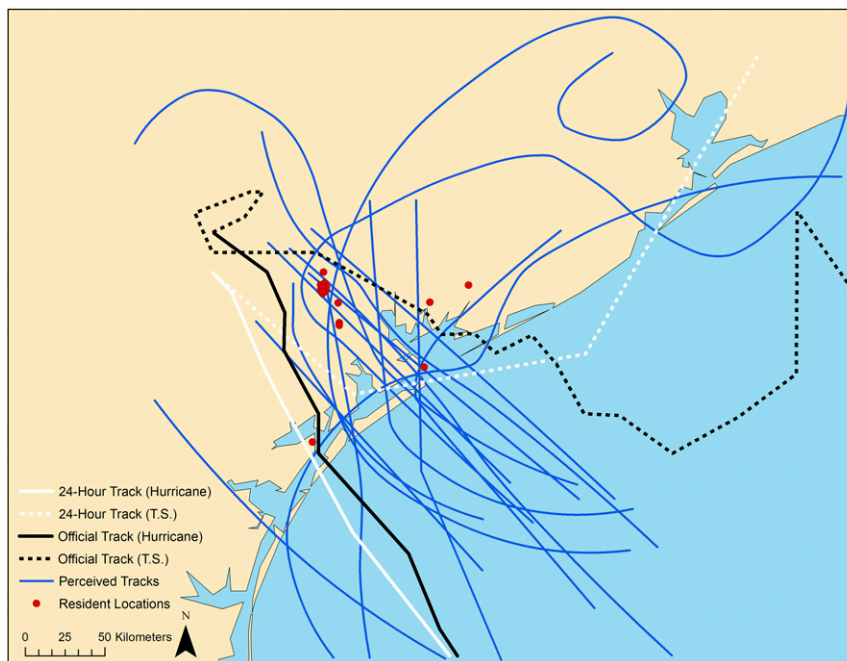 24-Hour Track (Hurricane)
24-Hour Track (T.S.)
Official Track (Hurricane)
Official Track (T.S.)
Perceived Tracks
Resident Locations
N
0 25 50 Kilometers